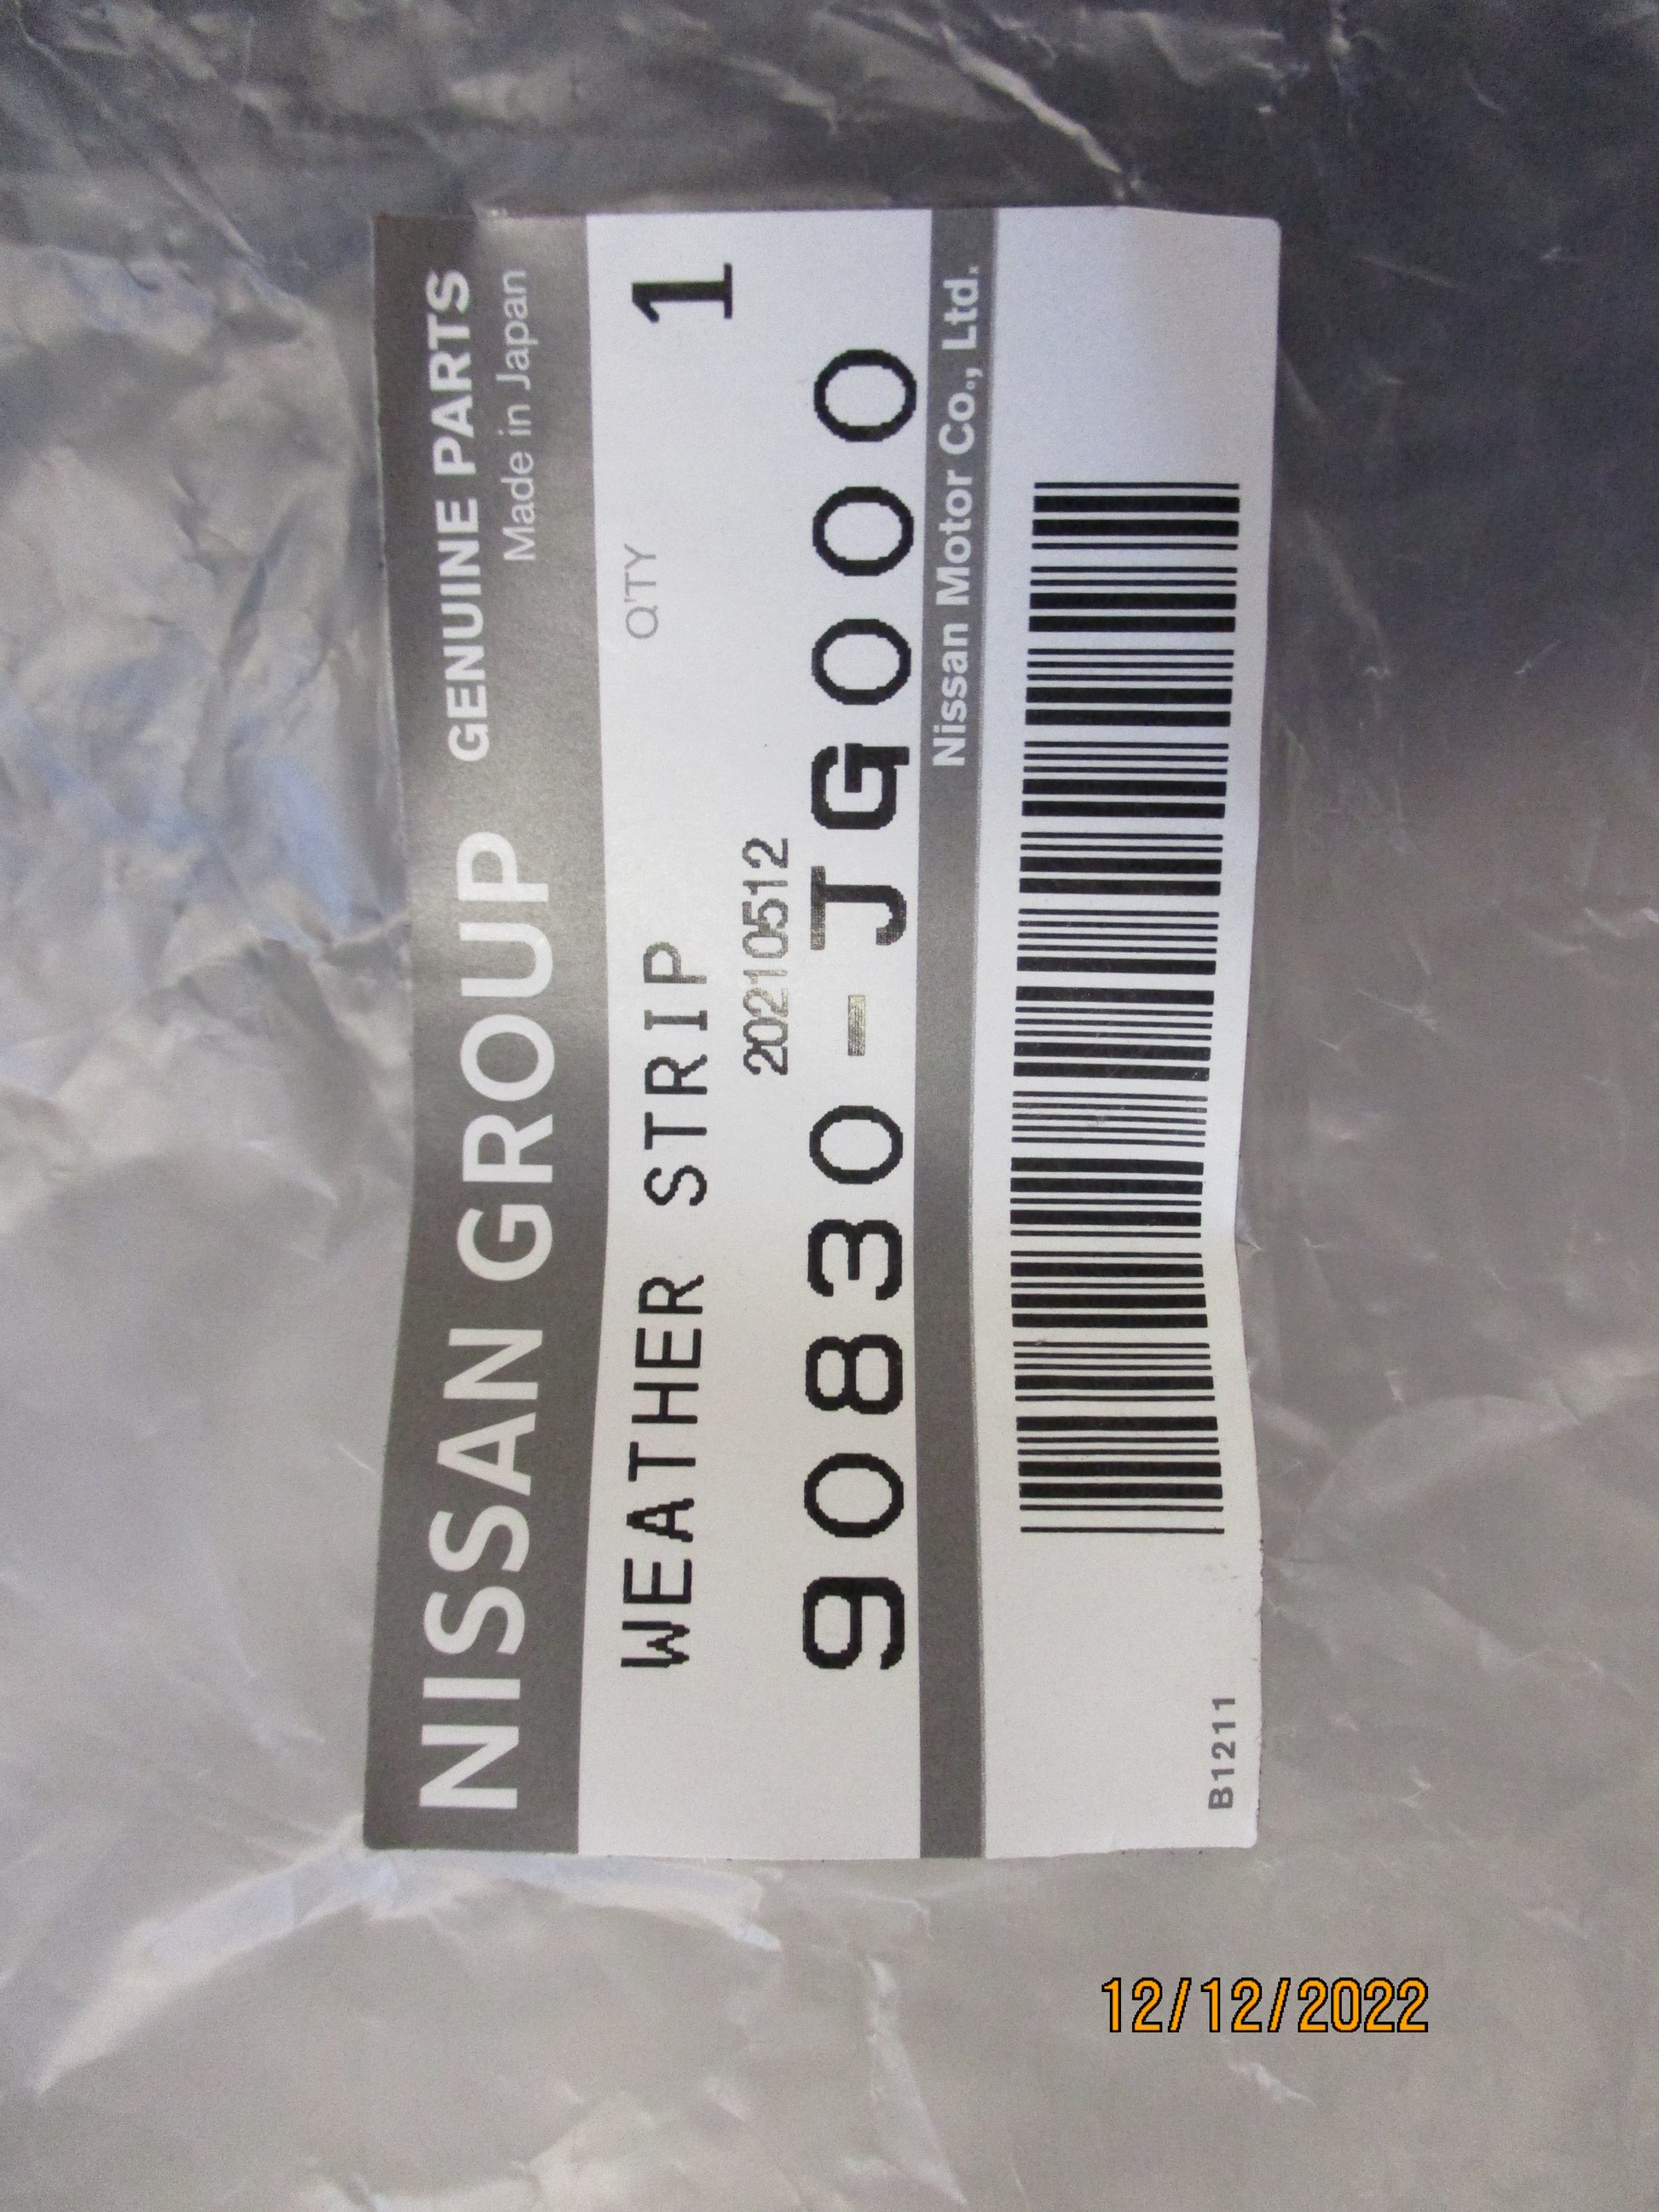 NISSAN GROUP GENUINE PARTS
Made in Japan
WEATHER STRIP Q'TY 1
20210512
90830-JG000
Nissan Motor Co., Ltd.
B1211
12/12/2022